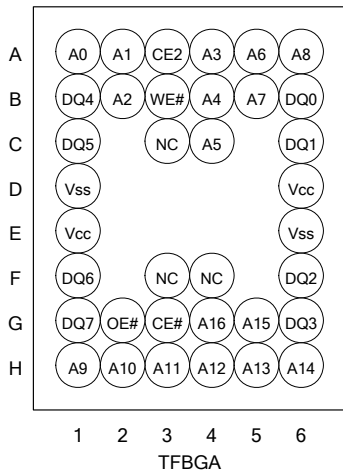 A A0 A1 CE2 A3 A6 A8
B DQ4 A2 WE# A4 A7 DQ0
C DQ5 NC A5 DQ1
D Vss Vcc
E Vcc Vss
F DQ6 NC NC DQ2
G DQ7 OE# CE# A16 A15 DQ3
H A9 A10 A11 A12 A13 A14
1 2 3 4 5 6
TFBGA